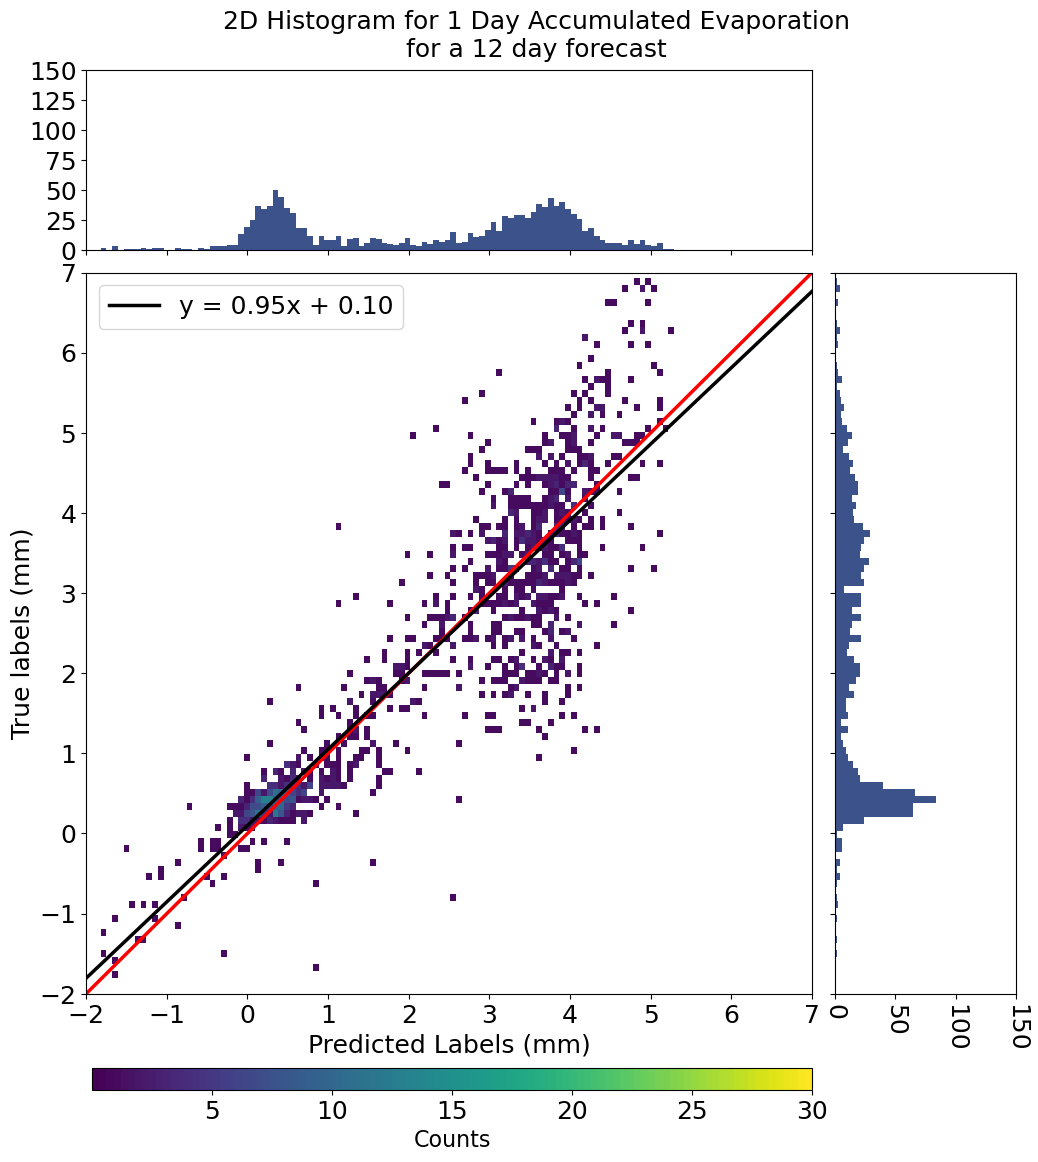 2D Histogram for 1 Day Accumulated Evaporation
for a 12 day forecast
150
125
100
75
50
25
0
7
6
5
4
3
2
1
0
−1
−2
y = 0.95x + 0.10
True labels (mm)
−2 −1 0 1 2 3 4 5 6 7
Predicted Labels (mm)
0 50 100 150
5 10 15 20 25 30
Counts